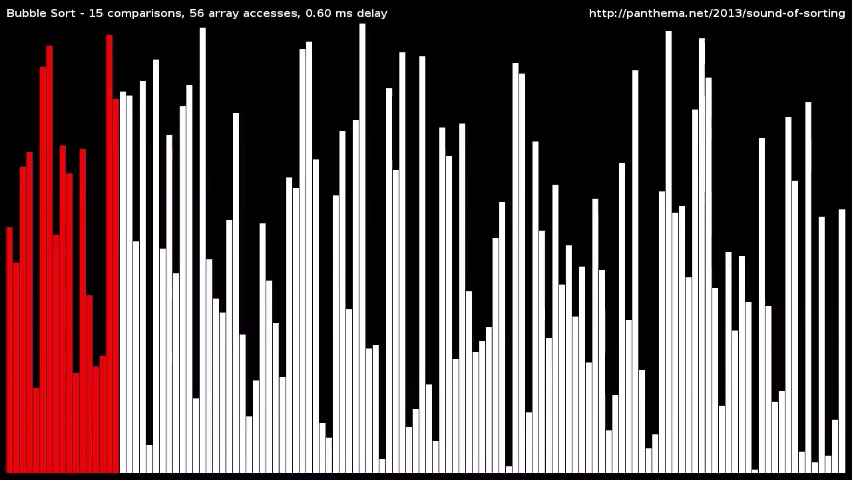 Bubble Sort - 15 comparisons, 56 array accesses, 0.60 ms delay
http://panthema.net/2013/sound-of-sorting